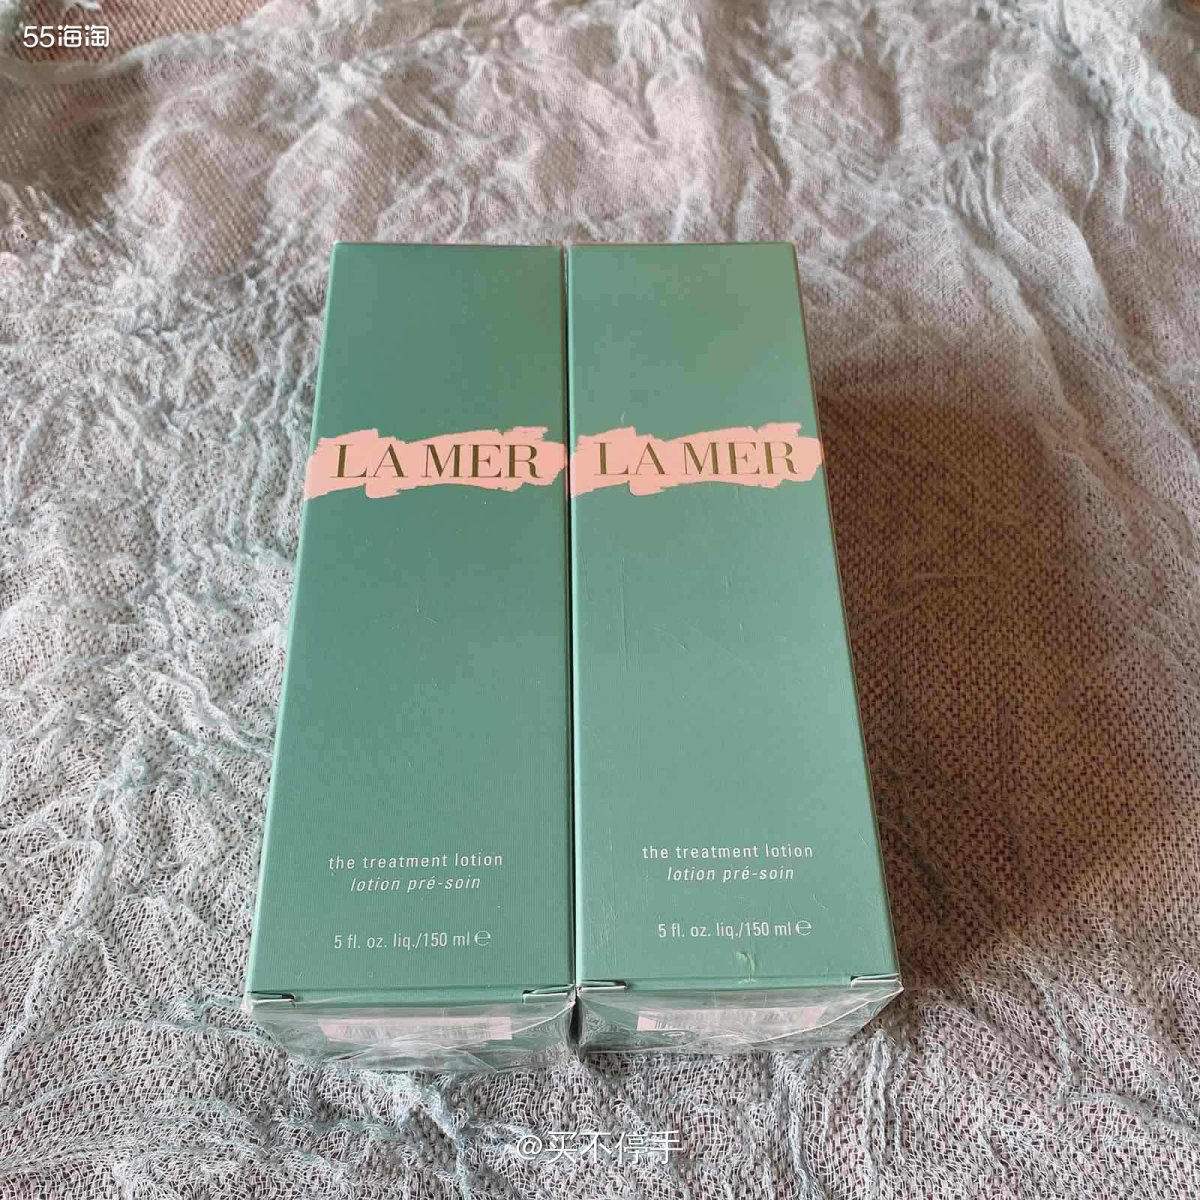 55海淘
LA MER
the treatment lotion
lotion pré-soin
5 fl. oz. liq./150 ml ℮
LA MER
the treatment lotion
lotion pré-soin
5 fl. oz. liq./150 ml ℮
@买不停手